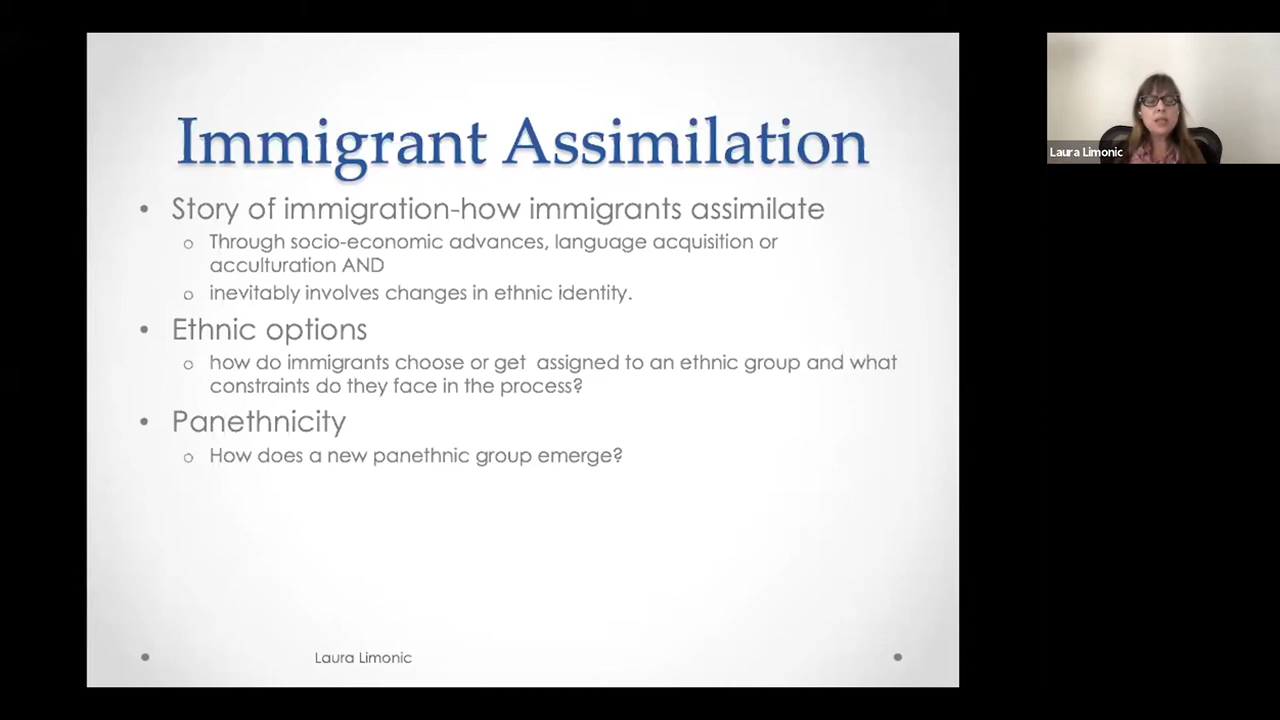 Immigrant Assimilation
• Story of immigration-how immigrants assimilate
o Through socio-economic advances, language acquisition or
acculturation AND
o inevitably involves changes in ethnic identity.
• Ethnic options
o how do immigrants choose or get  assigned to an ethnic group and what
constraints do they face in the process?
• Panethnicity
o How does a new panethnic group emerge?
Laura Limonic
Laura Limonic